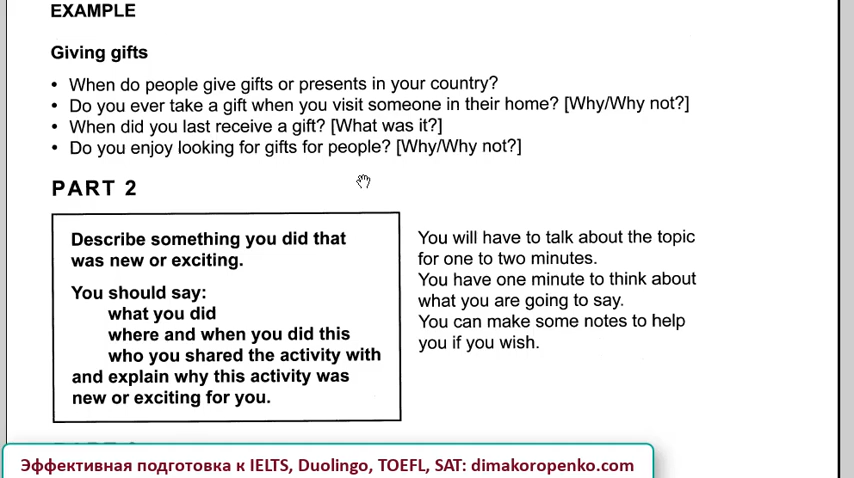 EXAMPLE
Giving gifts
• When do people give gifts or presents in your country?
• Do you ever take a gift when you visit someone in their home? [Why/Why not?]
• When did you last receive a gift? [What was it?]
• Do you enjoy looking for gifts for people? [Why/Why not?]
PART 2
Describe something you did that
was new or exciting.
You should say:
what you did
where and when you did this
who you shared the activity with
and explain why this activity was
new or exciting for you.
You will have to talk about the topic
for one to two minutes.
You have one minute to think about
what you are going to say.
You can make some notes to help
you if you wish.
Эффективная подготовка к IELTS, Duolingo, TOEFL, SAT: dimakoropenko.com